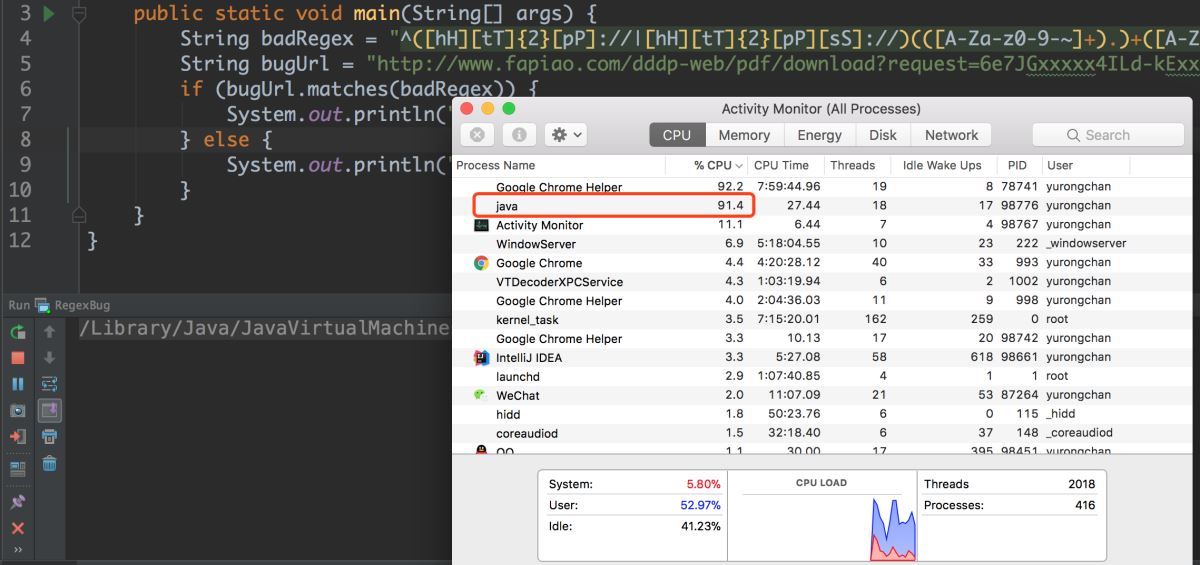 3 public static void main(String[] args) {
4 String badRegex = "^([hH][tT]{2}[pP]://|[hH][tT]{2}[pP][sS]://)(([A-Za-z0-9-~]+).)+([A-Z
5 String bugUrl = "http://www.fapiao.com/dddp-web/pdf/download?request=6e7JGxxxxx4ILd-kExx
6 if (bugUrl.matches(badRegex)) {
7 System.out.println("
8 } else {
9 System.out.println("
10 }
11 }
12 }
Run RegexBug
/Library/Java/JavaVirtualMachine
Activity Monitor (All Processes)
CPU Memory Energy Disk Network Search
Process Name % CPU CPU Time Threads Idle Wake Ups PID User
Google Chrome Helper 92.2 7:59:44.96 19 8 78741 yurongchan
java 91.4 27.44 18 17 98776 yurongchan
Activity Monitor 11.1 6.44 7 4 98767 yurongchan
WindowServer 6.9 5:18:04.55 10 23 222 _windowserver
Google Chrome 4.4 4:20:28.12 40 33 993 yurongchan
VTDecoderXPCService 4.3 1:03:19.94 6 2 1002 yurongchan
Google Chrome Helper 4.0 2:04:36.03 11 9 998 yurongchan
kernel_task 3.5 7:15:20.01 162 259 0 root
Google Chrome Helper 3.3 10.13 17 20 98742 yurongchan
IntelliJ IDEA 3.3 5:27.08 58 618 98661 yurongchan
launchd 2.9 1:07:40.85 4 1 1 root
WeChat 2.0 11:07.09 21 53 87264 yurongchan
hidd 1.8 50:23.76 6 0 115 _hidd
coreaudiod 1.5 32:18.40 6 37 148 _coreaudiod
QQ 1.1 30.00 17 395 98451 yurongchan
System: 5.80%
User: 52.97%
Idle: 41.23%
CPU LOAD
Threads 2018
Processes: 416